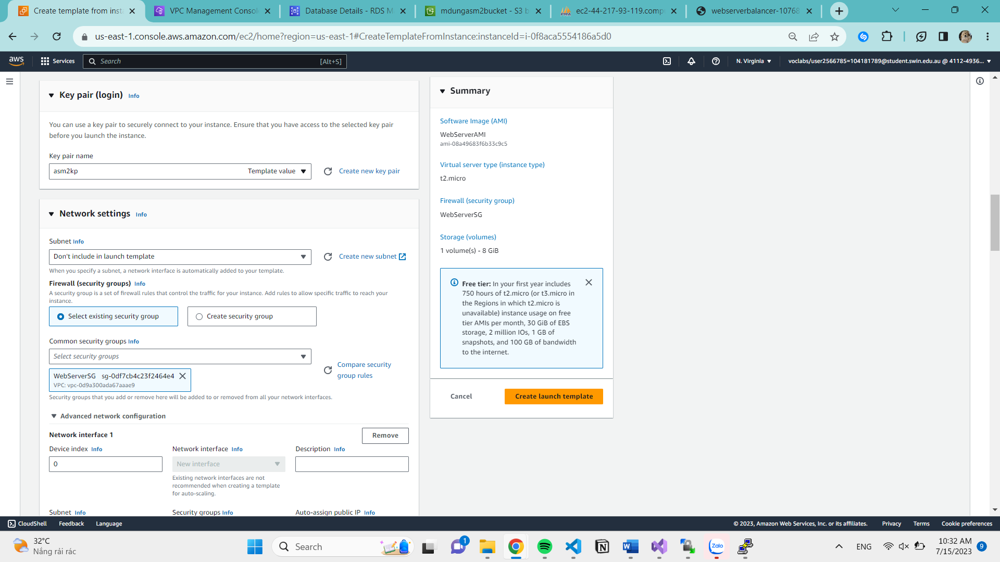 Create template from inst
VPC Management Consol
Database Details - RDS M
mdungasm2bucket - S3 b
ec2-44-217-93-119.comp
webserverbalancer-10768
us-east-1.console.aws.amazon.com/ec2/home?region=us-east-1#CreateTemplateFromInstance:instanceId=i-0f8aca5554186a5d0
aws
Services
Search
[Alt+S]
N. Virginia
voclabs/user2566785=104181789@student.swin.edu.au @ 4112-4936...
Key pair (login) Info
You can use a key pair to securely connect to your instance. Ensure that you have access to the selected key pair
before you launch the instance.
Key pair name
asm2kp
Template value
Create new key pair
Network settings Info
Subnet Info
Don't include in launch template
Create new subnet
When you specify a subnet, a network interface is automatically added to your template.
Firewall (security groups) Info
A security group is a set of firewall rules that control the traffic for your instance. Add rules to allow specific traffic to reach your
instance.
Select existing security group
Create security group
Common security groups Info
Select security groups
Compare security
group rules
WebServerSG sg-0df7cb4c23f2464e4
VPC: vpc-0d9a300ada67aaae9
Security groups that you add or remove here will be added to or removed from all your network interfaces.
Advanced network configuration
Network interface 1
Remove
Device index Info
Network interface Info
Description Info
0
New interface
Existing network interfaces are not
recommended when creating a template
for auto-scaling.
Subnet Info
Security groups Info
Auto-assign public IP Info
Summary
Software Image (AMI)
WebServerAMI
ami-08a49683f6b33c9c5
Virtual server type (instance type)
t2.micro
Firewall (security group)
WebServerSG
Storage (volumes)
1 volume(s) - 8 GiB
Free tier: In your first year includes
750 hours of t2.micro (or t3.micro in
the Regions in which t2.micro is
unavailable) instance usage on free
tier AMIs per month, 30 GiB of EBS
storage, 2 million IOs, 1 GB of
snapshots, and 100 GB of bandwidth
to the internet.
Cancel
Create launch template
CloudShell
Feedback
Language
© 2023, Amazon Web Services, Inc. or its affiliates.
Privacy
Terms
Cookie preferences
32°C
Nắng rải rác
Search
1
Zalo
ENG
10:32 AM
7/15/2023
9